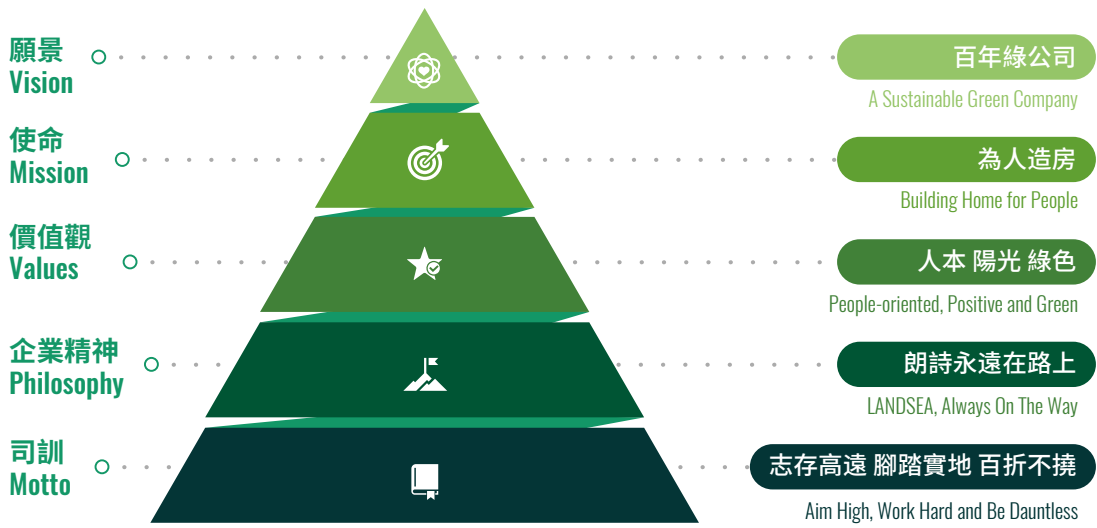 願景
Vision
百年綠公司
A Sustainable Green Company
使命
Mission
為人造房
Building Home for People
價值觀
Values
人本 陽光 綠色
People-oriented, Positive and Green
企業精神
Philosophy
朗詩永遠在路上
LANDSEA, Always On The Way
司訓
Motto
志存高遠 腳踏實地 百折不撓
Aim High, Work Hard and Be Dauntless